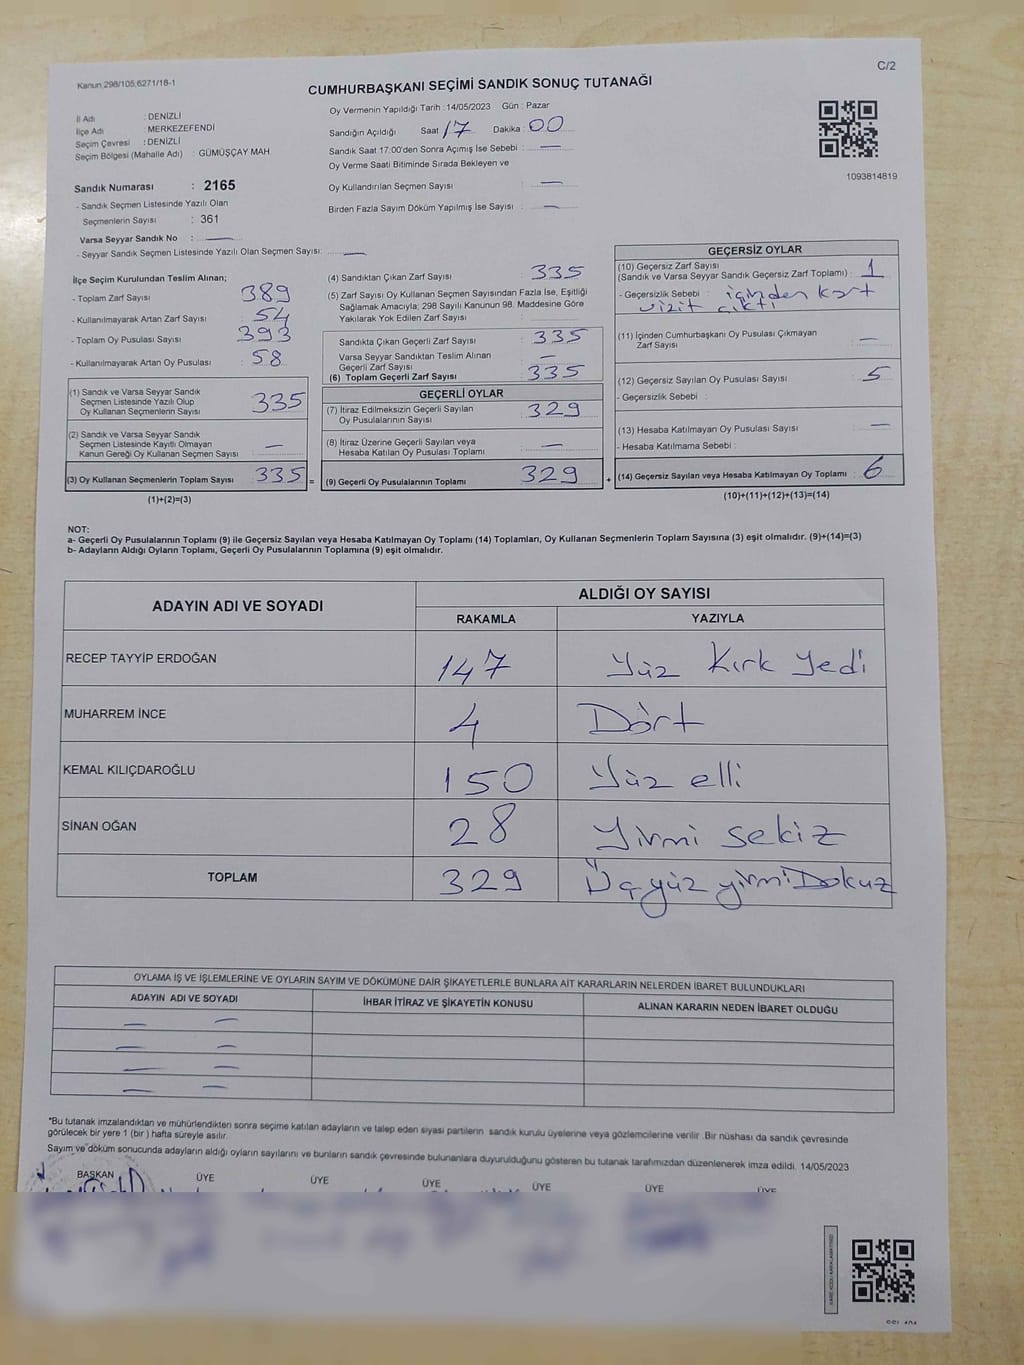 Kanun:298/105;6271/18-1
C/2
CUMHURBAŞKANI SEÇİMİ SANDIK SONUÇ TUTANAĞI
İl Adı : DENİZLİ
İlçe Adı : MERKEZEFENDİ
Seçim Çevresi : DENİZLİ
Seçim Bölgesi (Mahalle Adı) : GÜMÜŞÇAY MAH.
Oy Vermenin Yapıldığı Tarih : 14/05/2023 Gün : Pazar
Sandığın Açıldığı Saat 17 Dakika : 00
Sandık Saat 17:00'den Sonra Açımış İse Sebebi : —
Oy Verme Saati Bitiminde Sırada Bekleyen ve
Oy Kullandırılan Seçmen Sayısı : —
Birden Fazla Sayım Döküm Yapılmış İse Sayısı : —
1093814819
Sandık Numarası : 2165
- Sandık Seçmen Listesinde Yazılı Olan
Seçmenlerin Sayısı : 361
Varsa Seyyar Sandık No : —
- Seyyar Sandık Seçmen Listesinde Yazılı Olan Seçmen Sayısı: —
İlçe Seçim Kurulundan Teslim Alınan;
- Toplam Zarf Sayısı 389
- Kullanılmayarak Artan Zarf Sayısı 54
- Toplam Oy Pusulası Sayısı 393
- Kullanılmayarak Artan Oy Pusulası 58
(1) Sandık ve Varsa Seyyar Sandık
Seçmen Listesinde Yazılı Olup
Oy Kullanan Seçmenlerin Sayısı 335
(2) Sandık ve Varsa Seyyar Sandık
Seçmen Listesinde Kayıtlı Olmayan
Kanun Gereği Oy Kullanan Seçmen Sayısı : —
(3) Oy Kullanan Seçmenlerin Toplam Sayısı 335 =
(1)+(2)=(3)
(4) Sandıktan Çıkan Zarf Sayısı : 335
(5) Zarf Sayısı Oy Kullanan Seçmen Sayısından Fazla İse, Eşitliği
Sağlamak Amacıyla; 298 Sayılı Kanunun 98. Maddesine Göre
Yakılarak Yok Edilen Zarf Sayısı :
Sandıkta Çıkan Geçerli Zarf Sayısı : 335
Varsa Seyyar Sandıktan Teslim Alınan
Geçerli Zarf Sayısı : —
(6) Toplam Geçerli Zarf Sayısı : 335
GEÇERLİ OYLAR
(7) İtiraz Edilmeksizin Geçerli Sayılan
Oy Pusulalarının Sayısı : 329
(8) İtiraz Üzerine Geçerli Sayılan veya
Hesaba Katılan Oy Pusulası Toplamı : —
(9) Geçerli Oy Pusulalarının Toplamı : 329 +
GEÇERSİZ OYLAR
(10) Geçersiz Zarf Sayısı
(Sandık ve Varsa Seyyar Sandık Geçersiz Zarf Toplamı) : 1
- Geçersizlik Sebebi : içinden kart
vizit çıktı
(11) İçinden Cumhurbaşkanı Oy Pusulası Çıkmayan
Zarf Sayısı : —
(12) Geçersiz Sayılan Oy Pusulası Sayısı : 5
- Geçersizlik Sebebi :
(13) Hesaba Katılmayan Oy Pusulası Sayısı : —
- Hesaba Katılmama Sebebi :
(14) Geçersiz Sayılan veya Hesaba Katılmayan Oy Toplamı : 6
(10)+(11)+(12)+(13)=(14)
NOT:
a- Geçerli Oy Pusulalarının Toplamı (9) ile Geçersiz Sayılan veya Hesaba Katılmayan Oy Toplamı (14) Toplamları, Oy Kullanan Seçmenlerin Toplam Sayısına (3) eşit olmalıdır. (9)+(14)=(3)
b- Adayların Aldığı Oyların Toplamı, Geçerli Oy Pusulalarının Toplamına (9) eşit olmalıdır.
ADAYIN ADI VE SOYADI ALDIĞI OY SAYISI
RAKAMLA YAZIYLA
RECEP TAYYİP ERDOĞAN 147 Yüz Kırk Yedi
MUHARREM İNCE 4 Dört
KEMAL KILIÇDAROĞLU 150 Yüz elli
SİNAN OĞAN 28 Yirmi sekiz
TOPLAM 329 Üçyüz yirmi Dokuz
OYLAMA İŞ VE İŞLEMLERİNE VE OYLARIN SAYIM VE DÖKÜMÜNE DAİR ŞİKAYETLERLE BUNLARA AİT KARARLARIN NELERDEN İBARET BULUNDUKLARI
ADAYIN ADI VE SOYADI İHBAR İTİRAZ VE ŞİKAYETİN KONUSU ALINAN KARARIN NEDEN İBARET OLDUĞU
— —
— —
— —
— —
*Bu tutanak imzalandıktan ve mühürlendikten sonra seçime katılan adayların ve talep eden siyasi partilerin sandık kurulu üyelerine veya gözlemcilerine verilir .Bir nüshası da sandık çevresinde
görülecek bir yere 1 (bir ) hafta süreyle asılır.
Sayım ve döküm sonucunda adayların aldığı oyların sayılarını ve bunların sandık çevresinde bulunanlara duyurulduğunu gösteren bu tutanak tarafımızdan düzenlenerek imza edildi. 14/05/2023
BAŞKAN ÜYE ÜYE ÜYE ÜYE ÜYE ÜYE